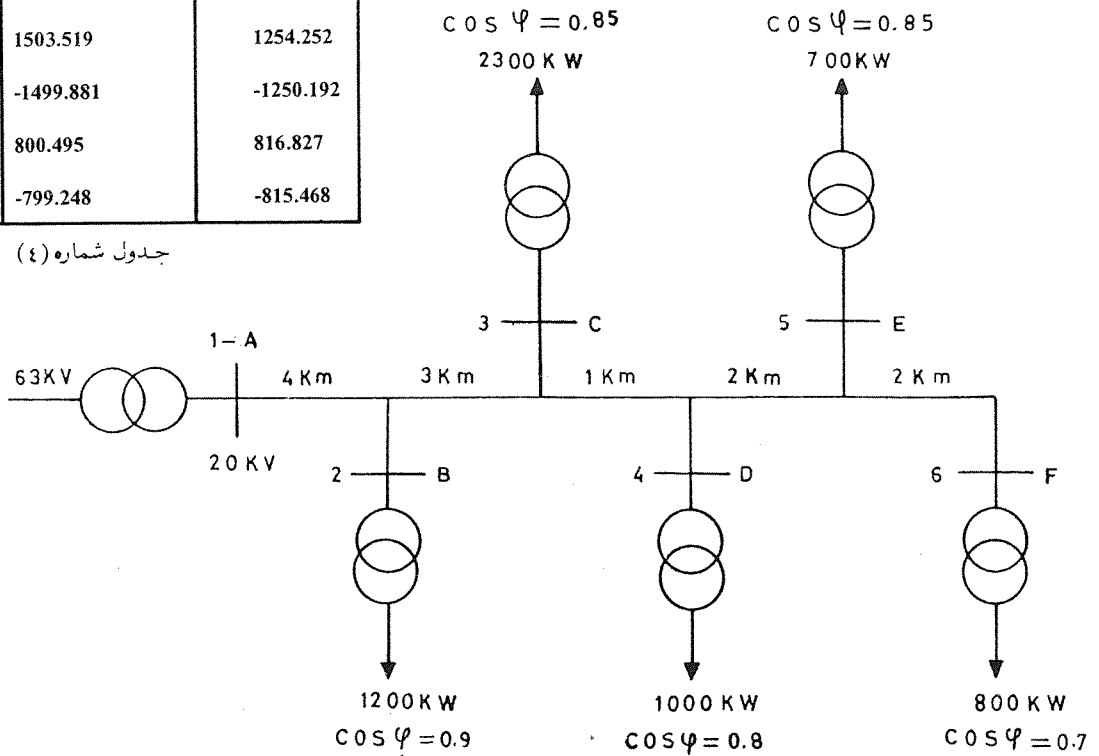 1503.519 1254.252
-1499.881 -1250.192
800.495 816.827
-799.248 -815.468
جدول شماره (٤)
COS φ = 0.85
2300 KW
COS φ = 0.85
700KW
3 C
5 E
1- A
63KV
4 Km
3 Km
1 Km
2 Km
2 Km
20 KV
2 B
4 D
6 F
1200KW
COS φ = 0.9
1000 KW
COS φ = 0.8
800 KW
COS φ = 0.7